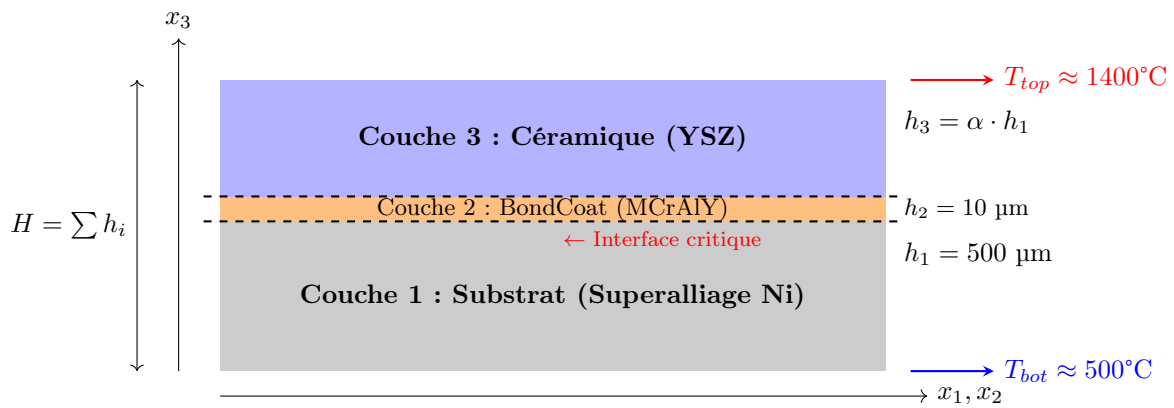 x₃
T_top ≈ 1400°C
h₃ = α · h₁
Couche 3 : Céramique (YSZ)
Couche 2 : BondCoat (MCrAlY)
h₂ = 10 µm
H = ∑ hᵢ
← Interface critique
h₁ = 500 µm
Couche 1 : Substrat (Superalliage Ni)
T_bot ≈ 500°C
x₁, x₂